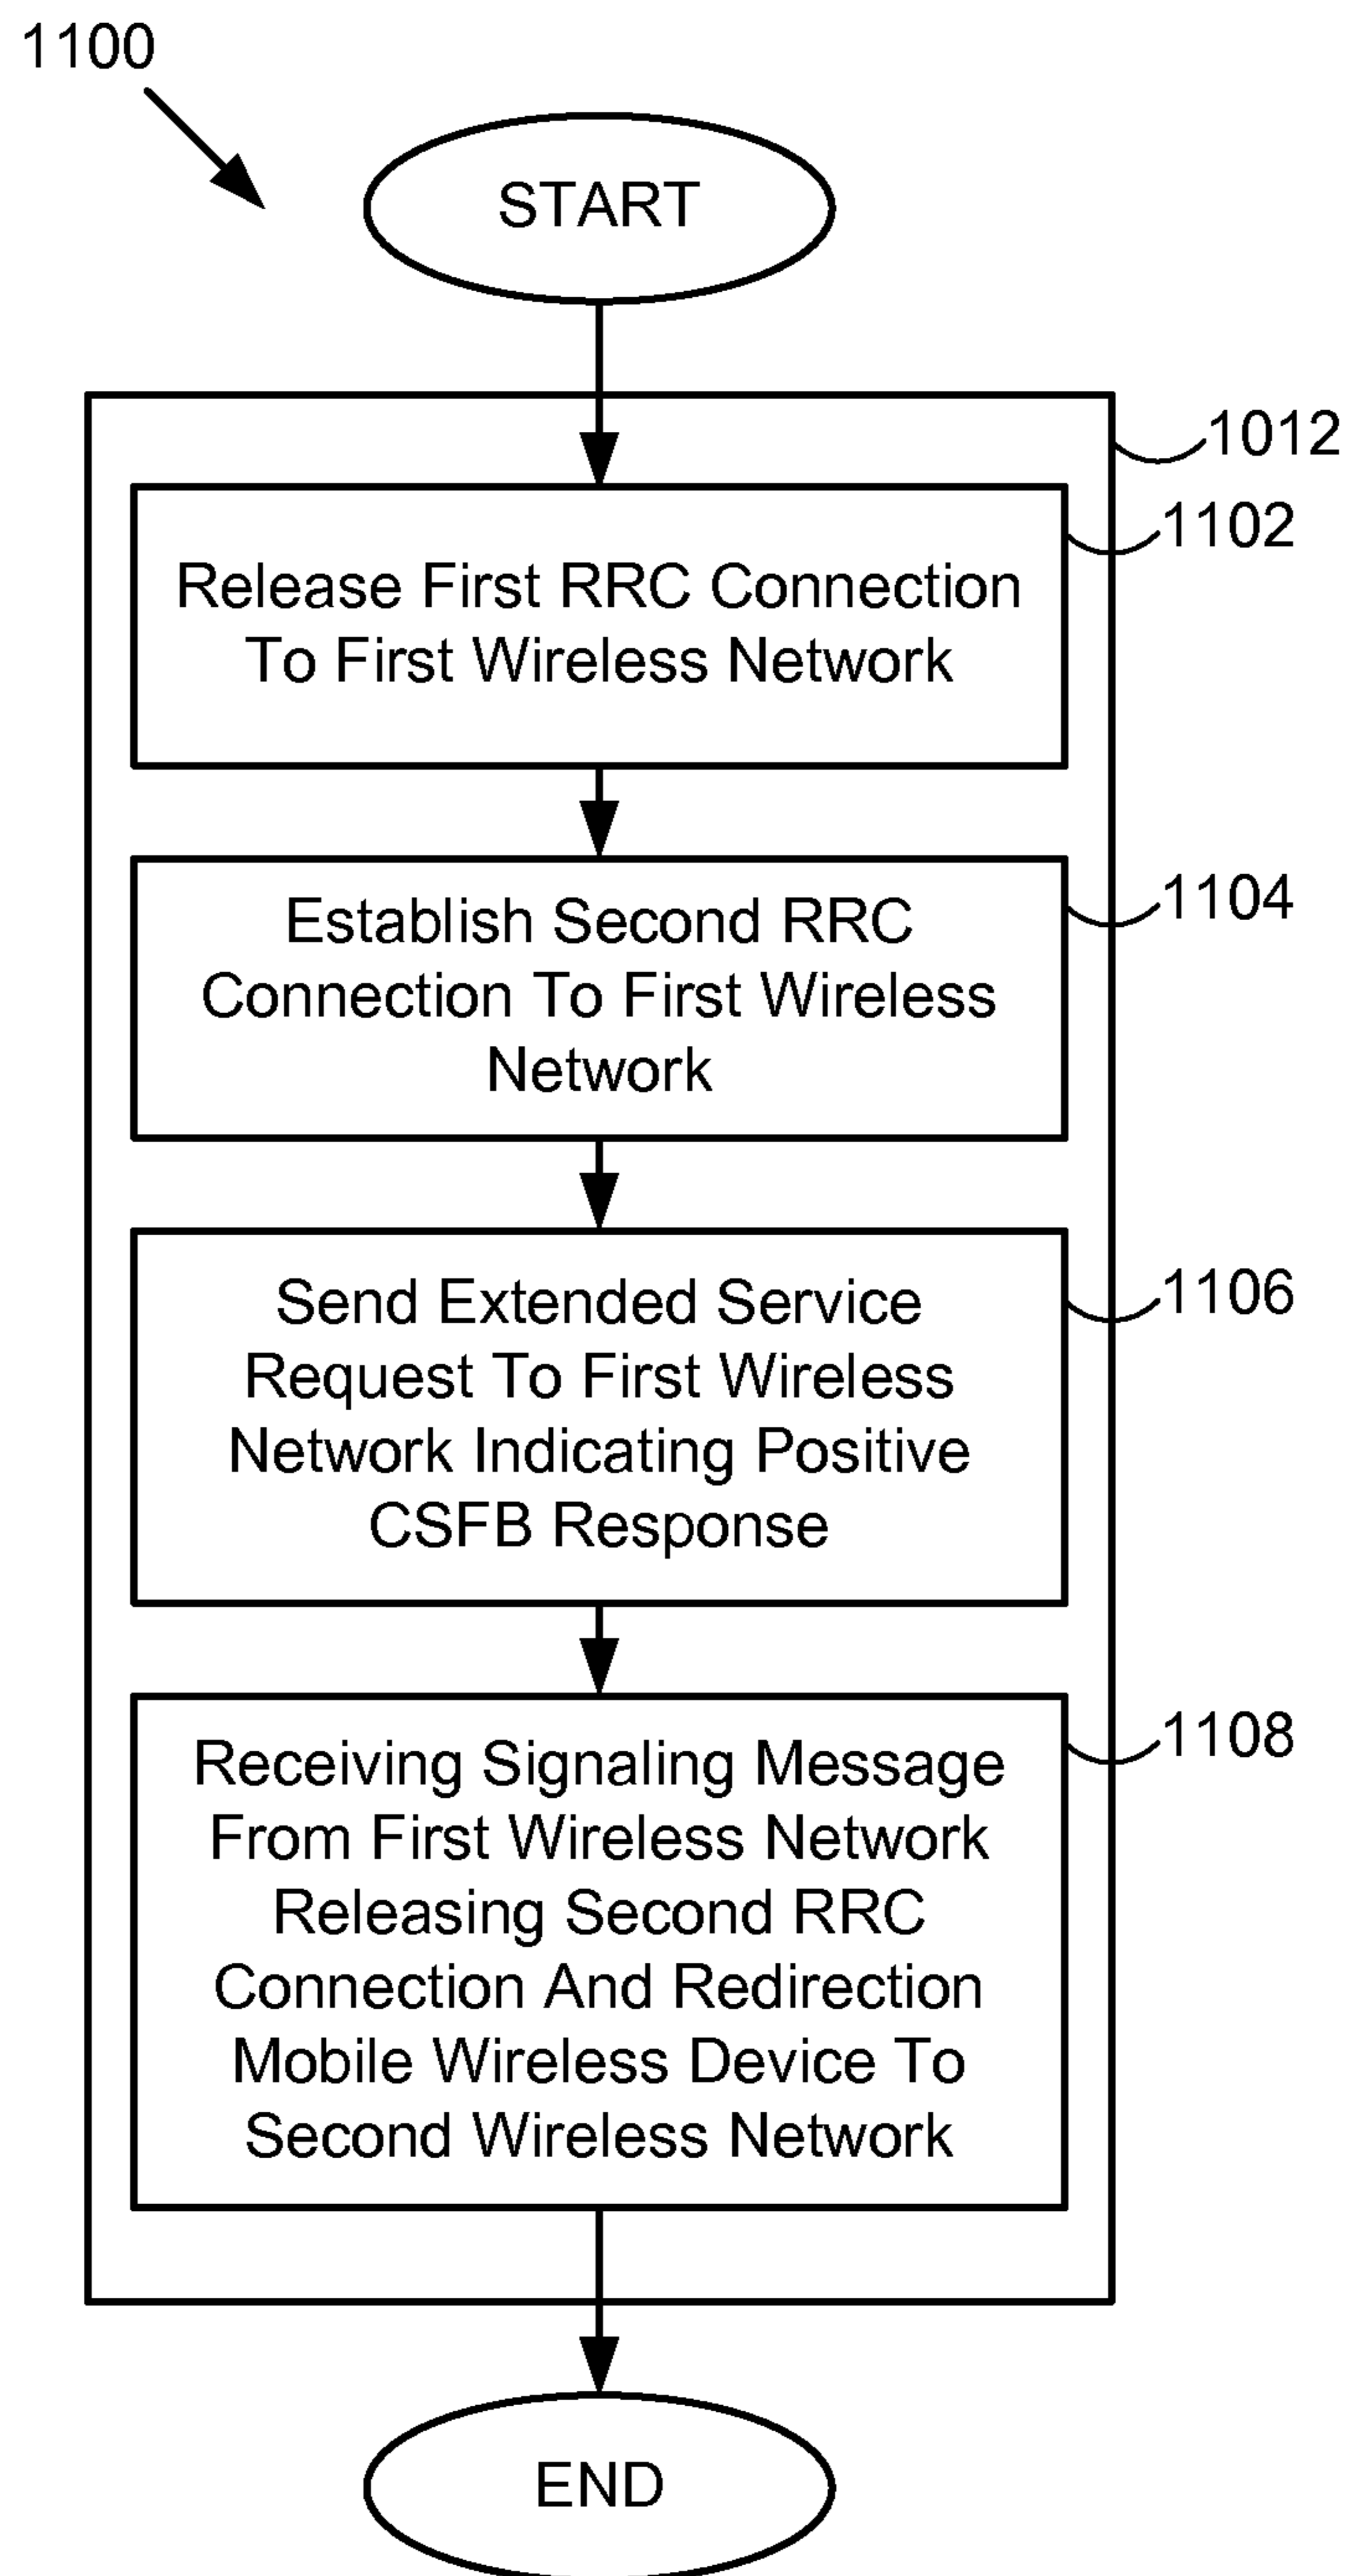 1100
START
1012
1102
Release First RRC Connection
To First Wireless Network
1104
Establish Second RRC
Connection To First Wireless
Network
1106
Send Extended Service
Request To First Wireless
Network Indicating Positive
CSFB Response
1108
Receiving Signaling Message
From First Wireless Network
Releasing Second RRC
Connection And Redirection
Mobile Wireless Device To
Second Wireless Network
END